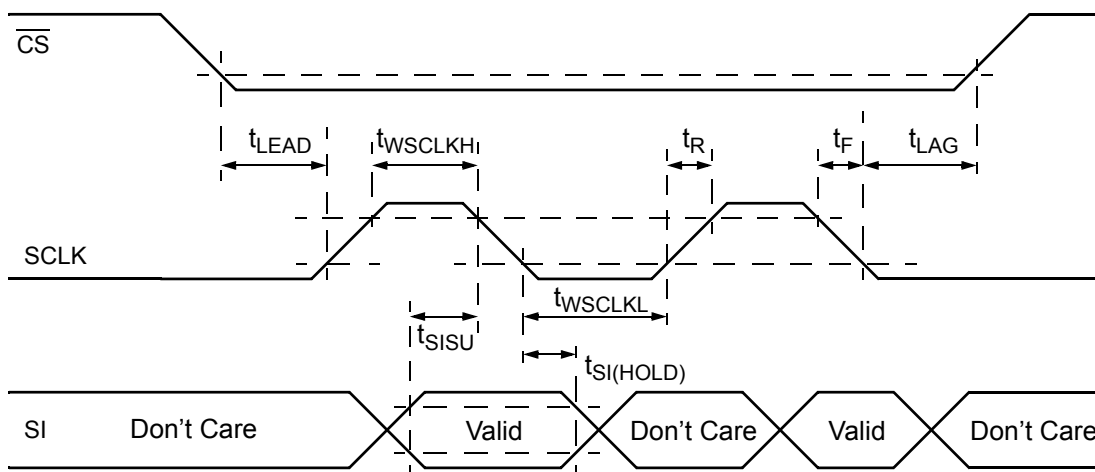 CS
tLEAD tWSCLKH tR tF tLAG
SCLK
tWSCLKL
tSISU
tSI(HOLD)
SI Don't Care Valid Don't Care Valid Don't Care